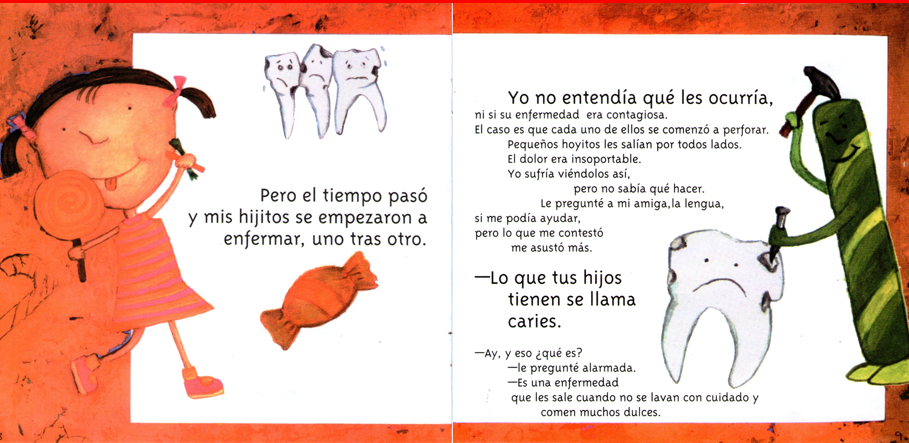 Pero el tiempo pasó
y mis hijitos se empezaron a
enfermar, uno tras otro.
Yo no entendía qué les ocurría,
ni si su enfermedad era contagiosa.
El caso es que cada uno de ellos se comenzó a perforar.
Pequeños hoyitos les salían por todos lados.
El dolor era insoportable.
Yo sufría viéndolos así,
pero no sabía qué hacer.
Le pregunté a mi amiga,la lengua,
si me podía ayudar,
pero lo que me contestó
me asustó más.
—Lo que tus hijos
tienen se llama
caries.
—Ay, y eso ¿qué es?
—le pregunté alarmada.
—Es una enfermedad
que les sale cuando no se lavan con cuidado y
comen muchos dulces.